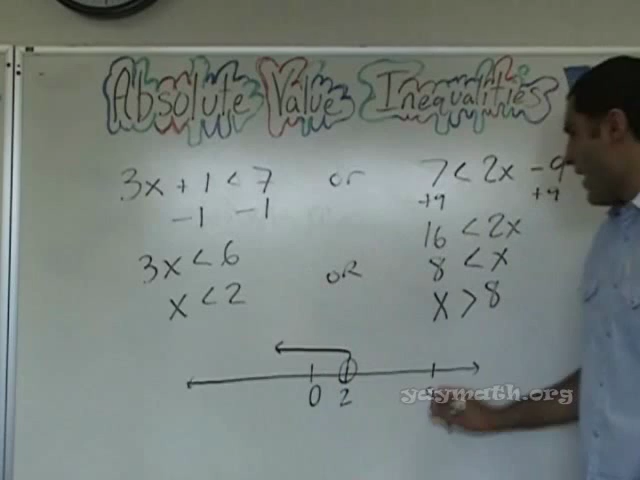 Absolute Value Inequalities
3x + 1 < 7 or 7 < 2x - 9
-1 -1 +9 +9
16 < 2x
3x < 6 OR 8 < x
x < 2 x > 8
0 2
yaymath.org